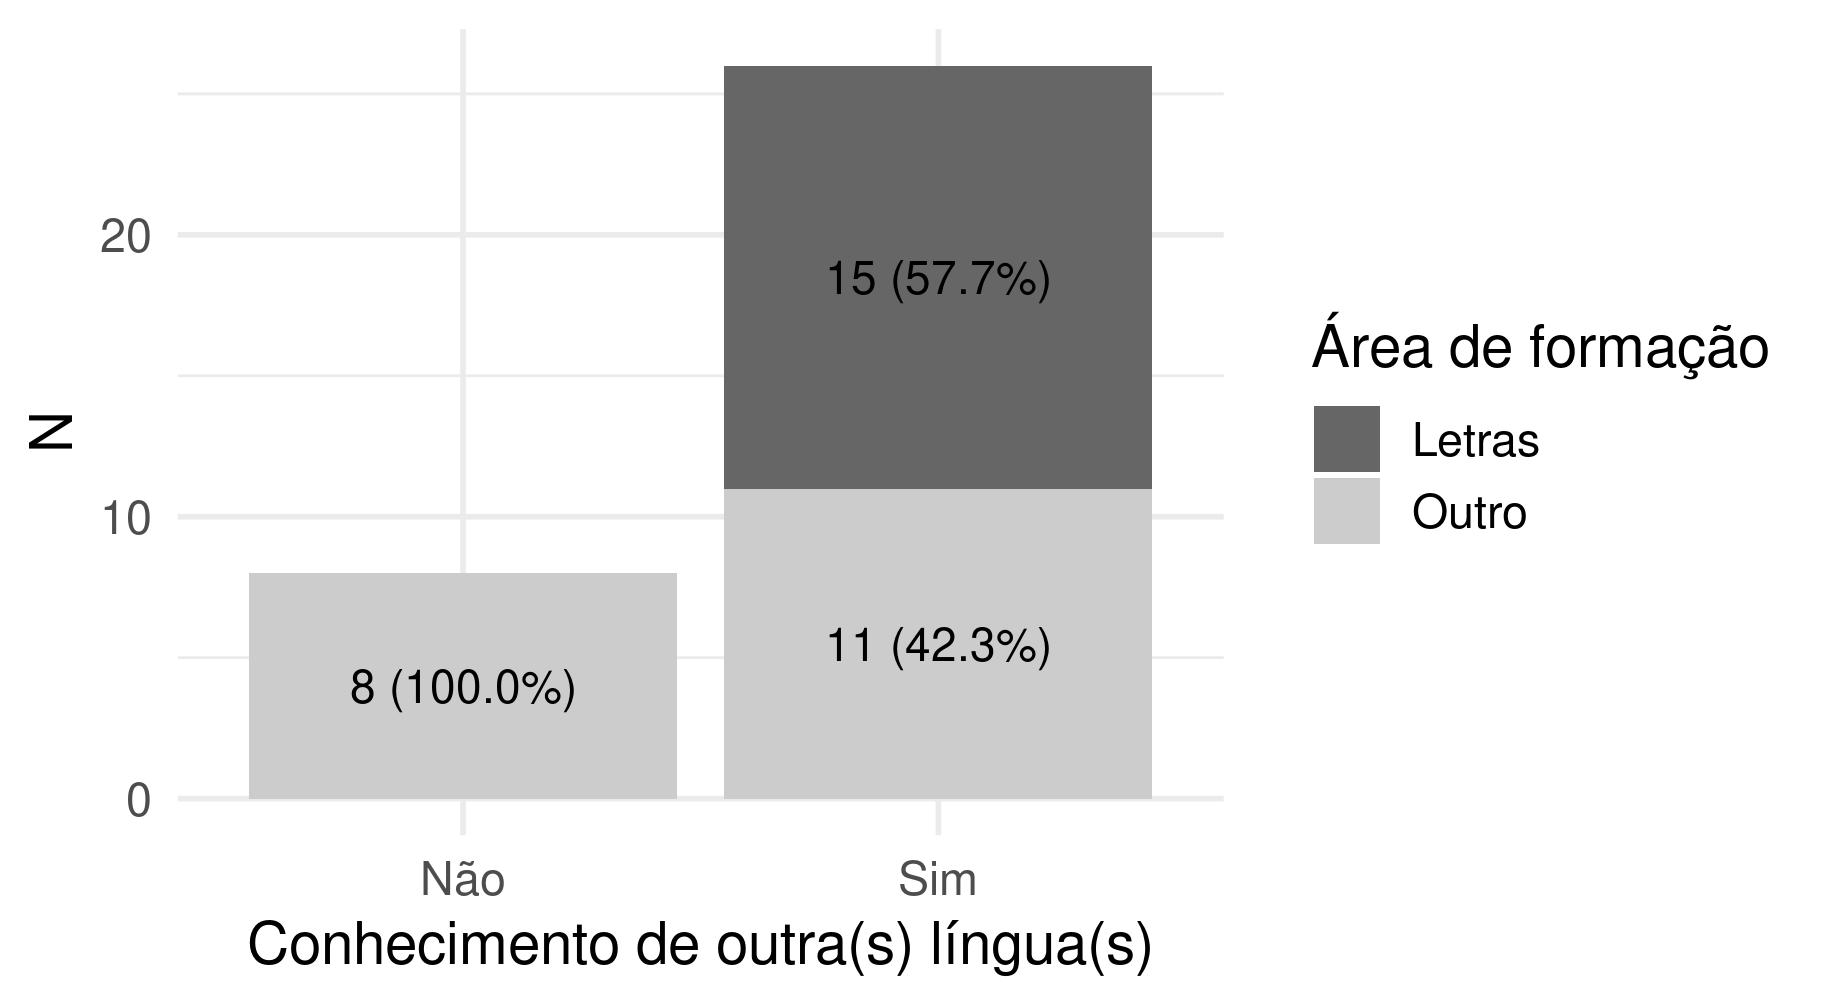 N
20
10
0
15 (57.7%)
11 (42.3%)
8 (100.0%)
Não
Sim
Conhecimento de outra(s) língua(s)
Área de formação
Letras
Outro